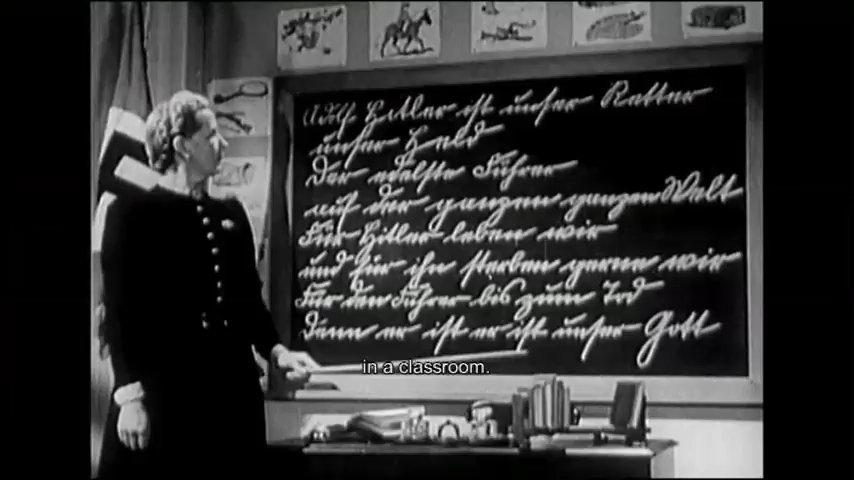 Adolf Hitler ist unser Retter
unser Held
Der edelste Führer
auf der ganzen ganzen Welt
Für Hitler leben wir
und für ihn sterben gerne wir
Für den Führer bis zum Tod
Denn er ist er ist unser Gott
in a classroom.